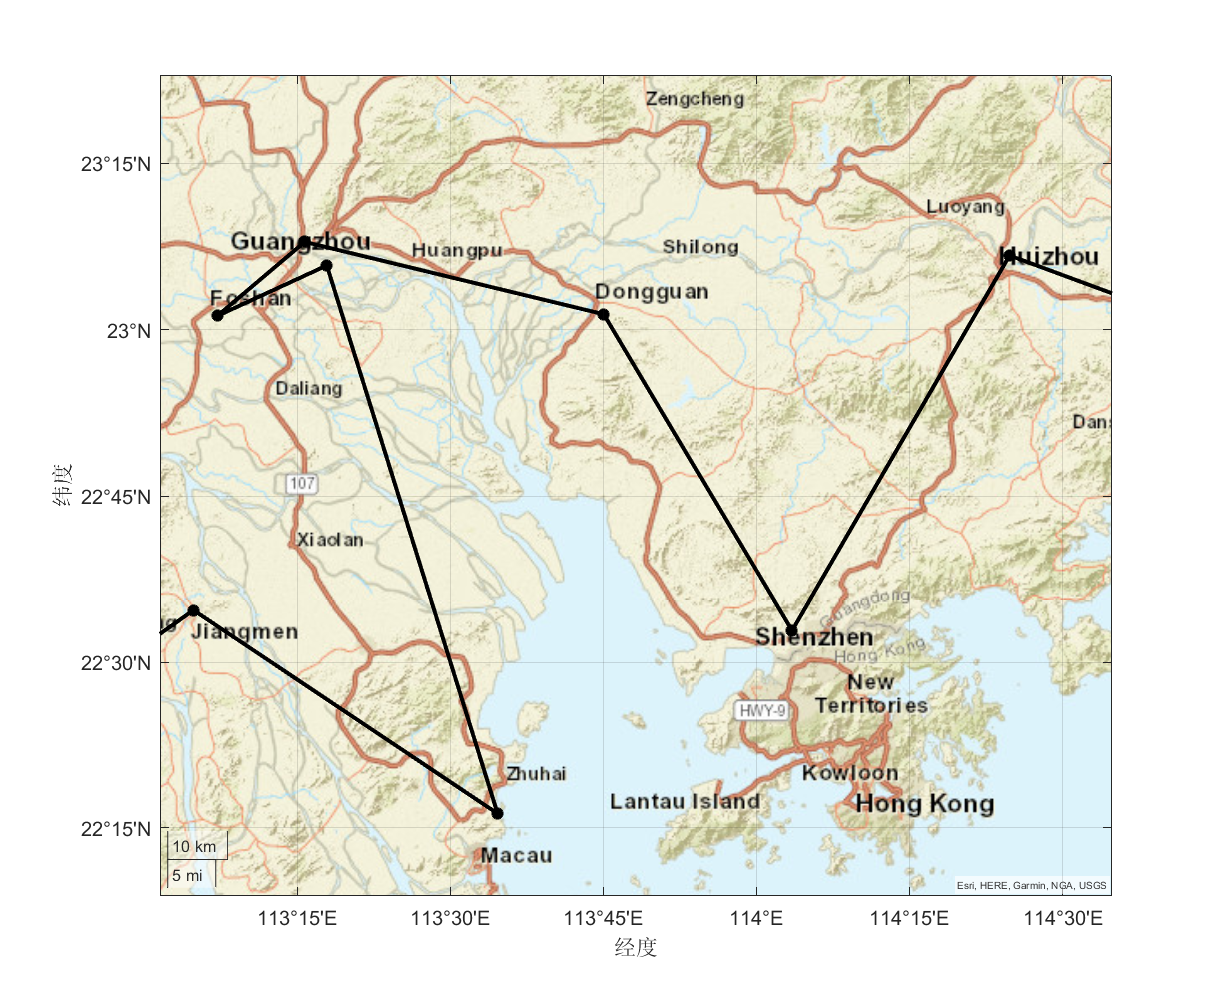 Zengcheng
23°15'N
Luoyang
Guangzhou
Huangpu
Shilong
Huizhou
Foshan
Dongguan
23°N
Daliang
107
22°45'N
纬度
Xiaolan
Guangdong
Jiangmen
Shenzhen
Hong Kong
22°30'N
New
Territories
HWY-9
Zhuhai
Kowloon
Lantau Island
Hong Kong
22°15'N
10 km
Macau
5 mi
Esri, HERE, Garmin, NGA, USGS
113°15'E
113°30'E
113°45'E
114°E
114°15'E
114°30'E
经度